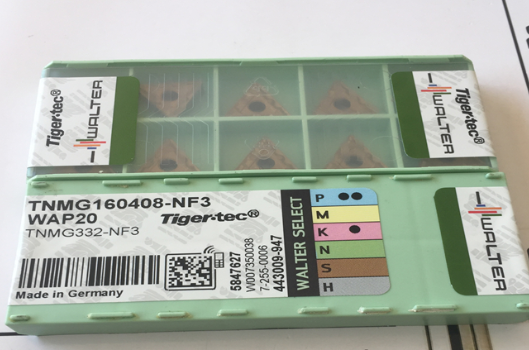 Tiger·tec®
WALTER
Tiger·tec®
WALTER
TNMG160408-NF3
WAP20
Tiger·tec®
TNMG332-NF3
Made in Germany
5847627
W007350038
7-255-0006
443009-947
WALTER SELECT
P
M
K
N
S
H
WALTER